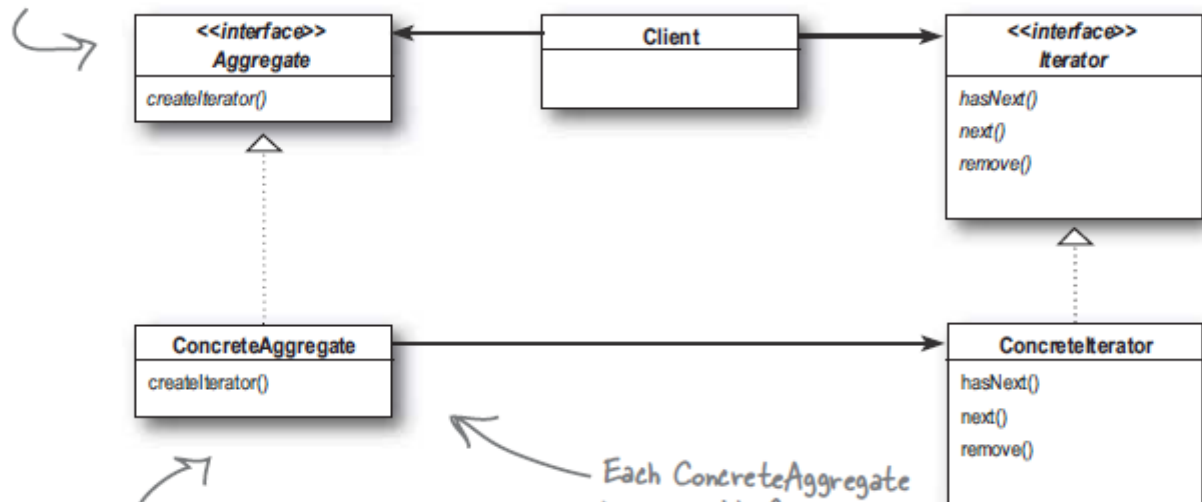 <<interface>>
Aggregate
createIterator()
Client
<<interface>>
Iterator
hasNext()
next()
remove()
ConcreteAggregate
createIterator()
ConcreteIterator
hasNext()
next()
remove()
Each ConcreteAggregate